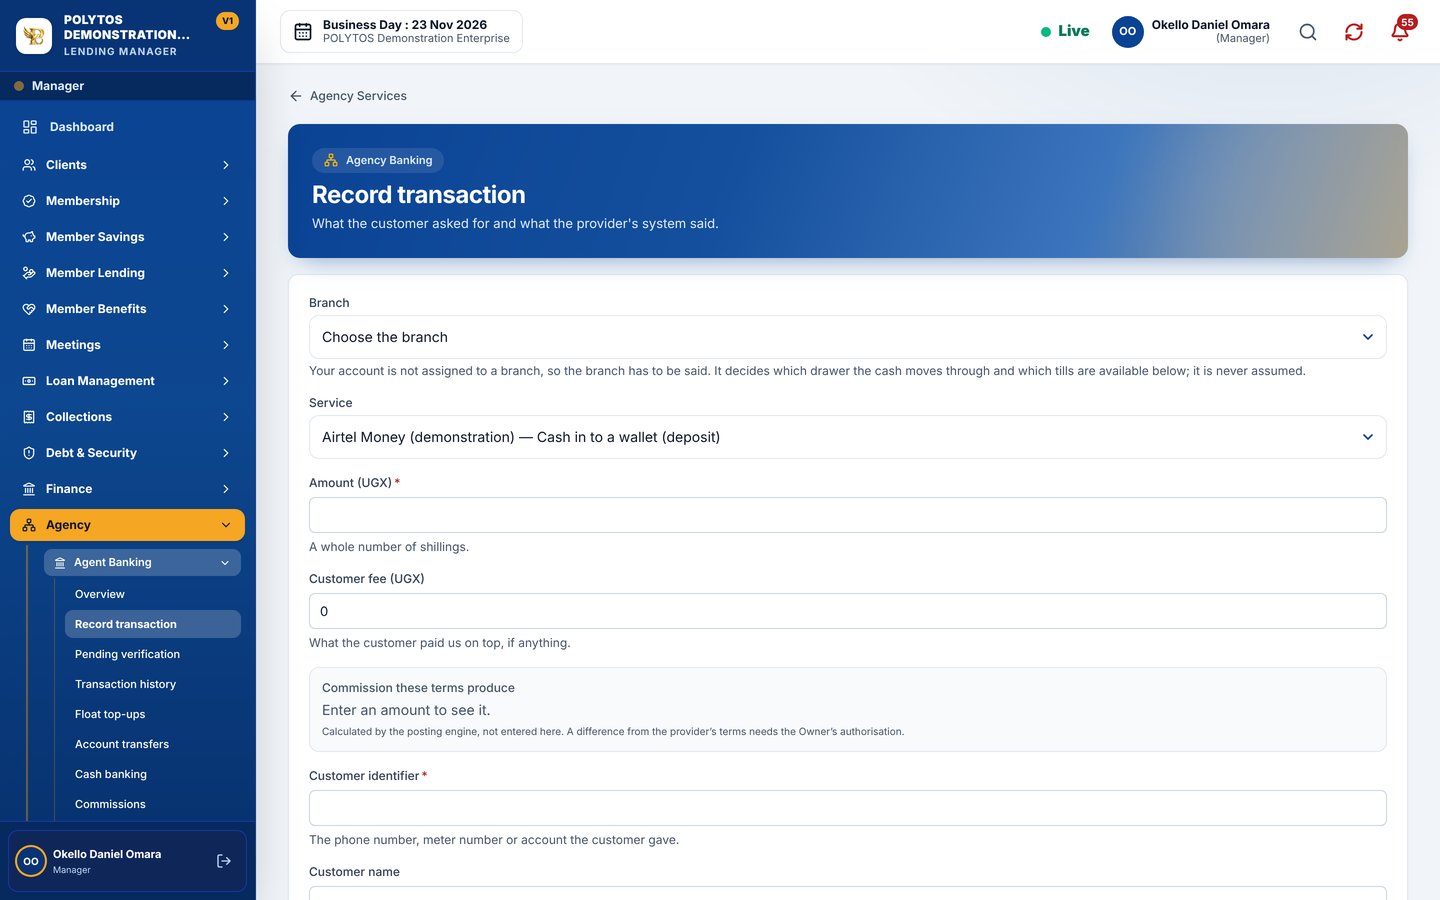 POLYTOS
DEMONSTRATION...
LENDING MANAGER
V1
Manager
Dashboard
Clients
Membership
Member Savings
Member Lending
Member Benefits
Meetings
Loan Management
Collections
Debt & Security
Finance
Agency
Agent Banking
Overview
Record transaction
Pending verification
Transaction history
Float top-ups
Account transfers
Cash banking
Commissions
OO
Okello Daniel Omara
Manager
Business Day : 23 Nov 2026
POLYTOS Demonstration Enterprise
Live
OO
Okello Daniel Omara
(Manager)
55
Agency Services
Agency Banking
Record transaction
What the customer asked for and what the provider's system said.
Branch
Choose the branch
Your account is not assigned to a branch, so the branch has to be said. It decides which drawer the cash moves through and which tills are available below; it is never assumed.
Service
Airtel Money (demonstration) — Cash in to a wallet (deposit)
Amount (UGX) *
A whole number of shillings.
Customer fee (UGX)
0
What the customer paid us on top, if anything.
Commission these terms produce
Enter an amount to see it.
Calculated by the posting engine, not entered here. A difference from the provider’s terms needs the Owner’s authorisation.
Customer identifier *
The phone number, meter number or account the customer gave.
Customer name